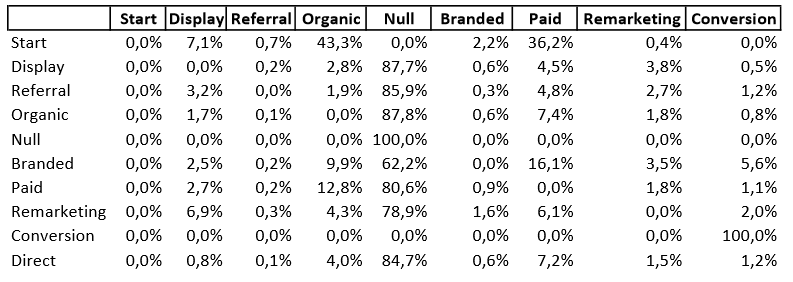 Start Display Referral Organic Null Branded Paid Remarketing Conversion
Start 0,0% 7,1% 0,7% 43,3% 0,0% 2,2% 36,2% 0,4% 0,0%
Display 0,0% 0,0% 0,2% 2,8% 87,7% 0,6% 4,5% 3,8% 0,5%
Referral 0,0% 3,2% 0,0% 1,9% 85,9% 0,3% 4,8% 2,7% 1,2%
Organic 0,0% 1,7% 0,1% 0,0% 87,8% 0,6% 7,4% 1,8% 0,8%
Null 0,0% 0,0% 0,0% 0,0% 100,0% 0,0% 0,0% 0,0% 0,0%
Branded 0,0% 2,5% 0,2% 9,9% 62,2% 0,0% 16,1% 3,5% 5,6%
Paid 0,0% 2,7% 0,2% 12,8% 80,6% 0,9% 0,0% 1,8% 1,1%
Remarketing 0,0% 6,9% 0,3% 4,3% 78,9% 1,6% 6,1% 0,0% 2,0%
Conversion 0,0% 0,0% 0,0% 0,0% 0,0% 0,0% 0,0% 0,0% 100,0%
Direct 0,0% 0,8% 0,1% 4,0% 84,7% 0,6% 7,2% 1,5% 1,2%